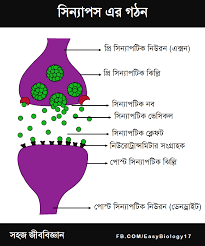 সিন্যাপস এর গঠন
প্রি সিন্যাপটিক নিউরন (এক্সন)
প্রি সিন্যাপটিক ঝিল্লি
সিন্যাপটিক নব
সিন্যাপটিক ভেসিকল
সিন্যাপটিক ক্লেফট
নিউরোট্রান্সমিটার সংগ্রাহক
পোস্ট সিন্যাপটিক ঝিল্লি
পোস্ট সিন্যাপটিক নিউরন (ডেনড্রাইট)
সহজ জীববিজ্ঞান
FB.COM/EasyBiology17